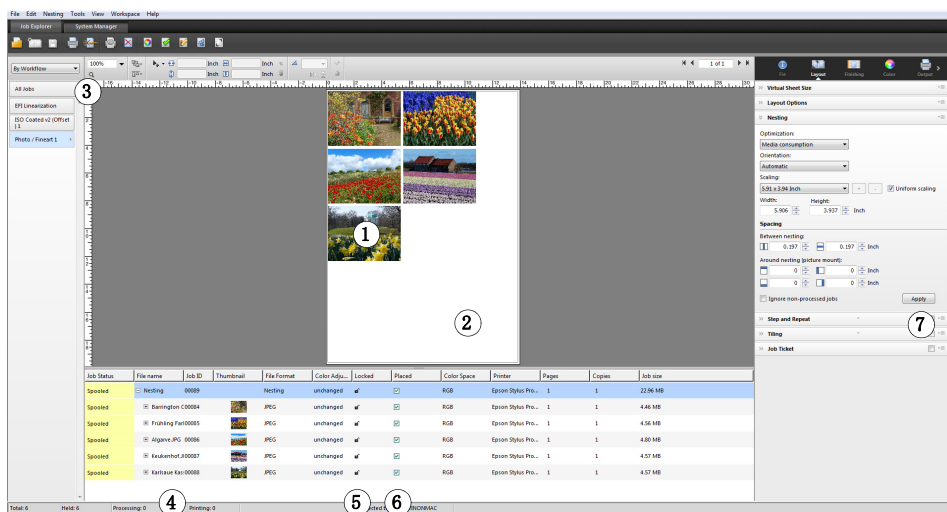 File Edit Nesting Tools View Workspace Help
Job Explorer System Manager
By Workflow
100%
Inch Inch
Inch Inch
1 of 1
File Layout Finishing Color Output
All Jobs
EFI Linearization
ISO Coated v2 (Offset
) 1
Photo / Fineart 1
3
1
2
Virtual Sheet Size
Layout Options
Nesting
Optimization:
Media consumption
Orientation:
Automatic
Scaling:
5.91 x 3.94 Inch
Uniform scaling
Width: Height:
5.906 3.937 Inch
Spacing
Between nesting:
0.197 0.197 Inch
Around nesting (picture mount):
0 0 Inch
0 0 Inch
Ignore non-processed jobs Apply
Step and Repeat
7
Tiling
Job Ticket
Job Status File name Job ID Thumbnail File Format Color Adju... Locked Placed Color Space Printer Pages Copies Job size
Spooled Nesting 00089 Nesting unchanged RGB Epson Stylus Pro... 1 1 22.96 MB
Spooled Barrington C 00084 JPEG unchanged RGB Epson Stylus Pro... 1 1 4.46 MB
Spooled Frühling Farl 00085 JPEG unchanged RGB Epson Stylus Pro... 1 1 4.56 MB
Spooled Algarve.JPG 00086 JPEG unchanged RGB Epson Stylus Pro... 1 1 4.80 MB
Spooled Keukenhof.J 00087 JPEG unchanged RGB Epson Stylus Pro... 1 1 4.57 MB
Spooled Karlsaue Kas 00088 JPEG unchanged RGB Epson Stylus Pro... 1 1 4.57 MB
4 5 6
Total: 6 Held: 6 Processing: 0 Printing: 0